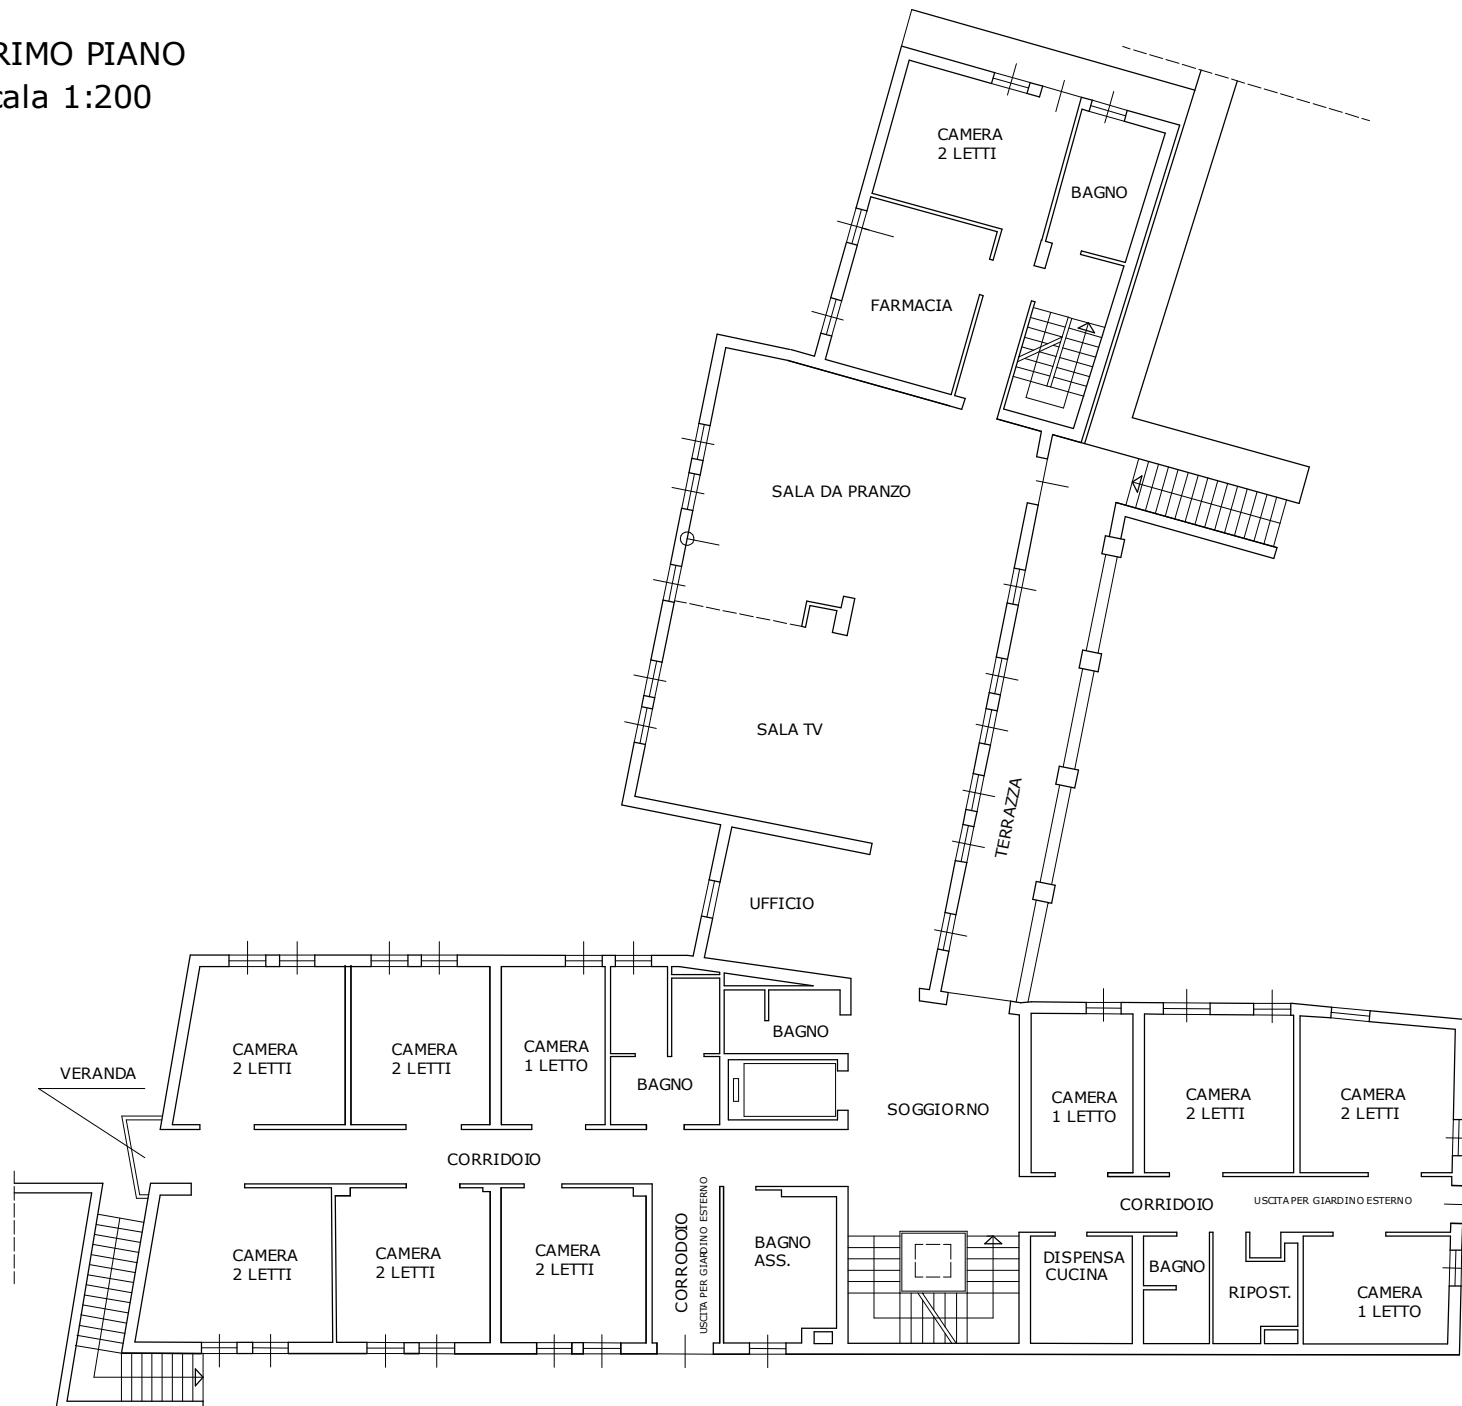 RIMO PIANO
cala 1:200
CAMERA
2 LETTI
BAGNO
FARMACIA
SALA DA PRANZO
SALA TV
TERRAZZA
UFFICIO
BAGNO
CAMERA
2 LETTI
CAMERA
2 LETTI
CAMERA
1 LETTO
BAGNO
VERANDA
SOGGIORNO
CAMERA
1 LETTO
CAMERA
2 LETTI
CAMERA
2 LETTI
CORRIDOIO
CORRIDOIO
USCITA PER GIARDINO ESTERNO
CAMERA
2 LETTI
CAMERA
2 LETTI
CAMERA
2 LETTI
CORRODOIO
USCITA PER GIARDINO ESTERNO
BAGNO
ASS.
DISPENSA
CUCINA
BAGNO
RIPOST.
CAMERA
1 LETTO